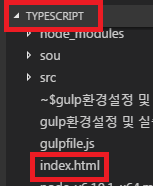 TYPESCRIPT
node_modules
sou
src
~$gulp환경설정 및
gulp환경설정 및 실
gulpfile.js
index.html